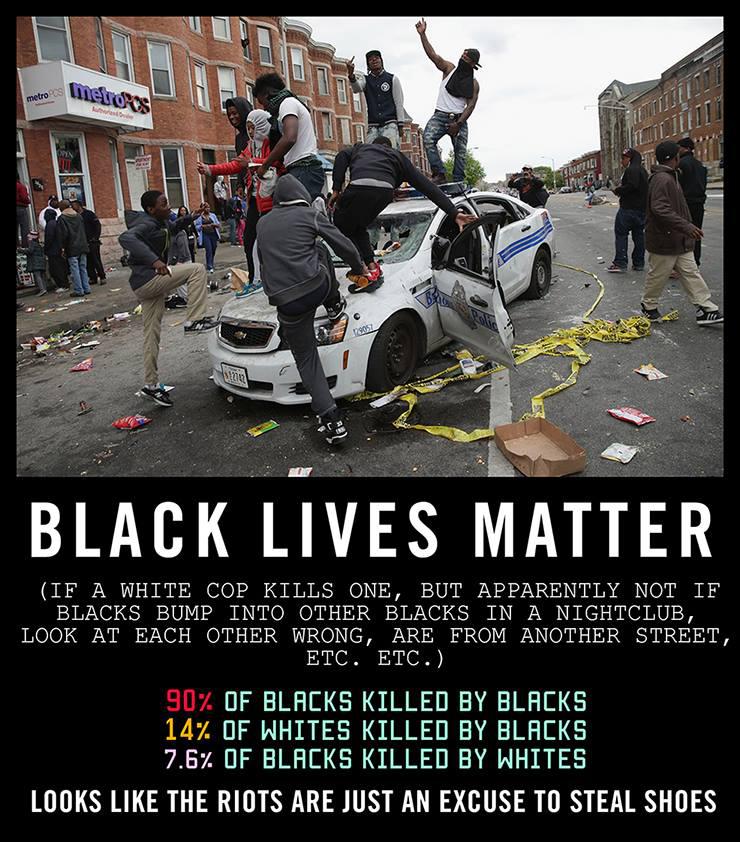 metroPCS
metroPCS
Authorized Dealer
OPEN
Police
12905?
BLACK LIVES MATTER
(IF A WHITE COP KILLS ONE, BUT APPARENTLY NOT IF
BLACKS BUMP INTO OTHER BLACKS IN A NIGHTCLUB,
LOOK AT EACH OTHER WRONG, ARE FROM ANOTHER STREET,
ETC. ETC.)
90% OF BLACKS KILLED BY BLACKS
14% OF WHITES KILLED BY BLACKS
7.6% OF BLACKS KILLED BY WHITES
LOOKS LIKE THE RIOTS ARE JUST AN EXCUSE TO STEAL SHOES